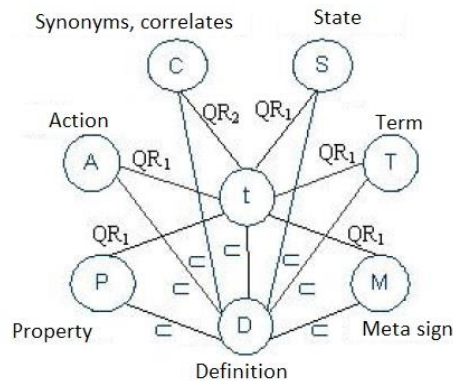 Synonyms, correlates
State
C
S
QR₂
QR₁
Action
Term
A
QR₁
QR₁
T
t
QR₁
QR₁
⊂
⊂
⊂
P
⊂
⊂
M
D
Property
⊂
⊂
Meta sign
Definition